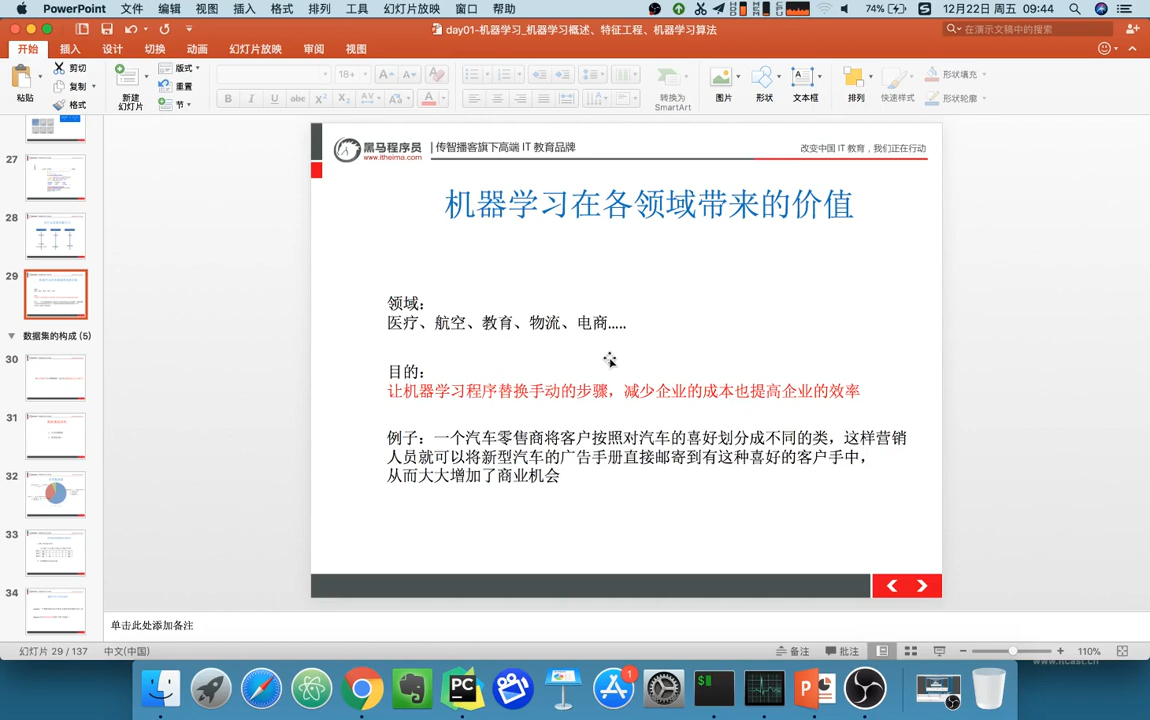 PowerPoint 文件 编辑 视图 插入 格式 排列 工具 幻灯片放映 窗口 帮助 74% 12月22日 周五 09:44
day01-机器学习_机器学习概述、特征工程、机器学习算法
在演示文稿中的搜索
开始 插入 设计 切换 动画 幻灯片放映 审阅 视图
粘贴 剪切 复制 格式
新建幻灯片 版式 重置 节
18+
转换为 SmartArt
图片 形状 文本框 排列 快速样式 形状填充 形状轮廓
27
28
29
数据集的构成 (5)
30
31
32
33
34
黑马程序员 | 传智播客旗下高端 IT 教育品牌
www.itheima.com
改变中国 IT 教育，我们正在行动
机器学习在各领域带来的价值
领域：
医疗、航空、教育、物流、电商.....
目的：
让机器学习程序替换手动的步骤，减少企业的成本也提高企业的效率
例子：一个汽车零售商将客户按照对汽车的喜好划分成不同的类，这样营销
人员就可以将新型汽车的广告手册直接邮寄到有这种喜好的客户手中，
从而大大增加了商业机会
单击此处添加备注
幻灯片 29 / 137 中文(中国) 备注 批注 110%
www.itcast.cn
PC
1